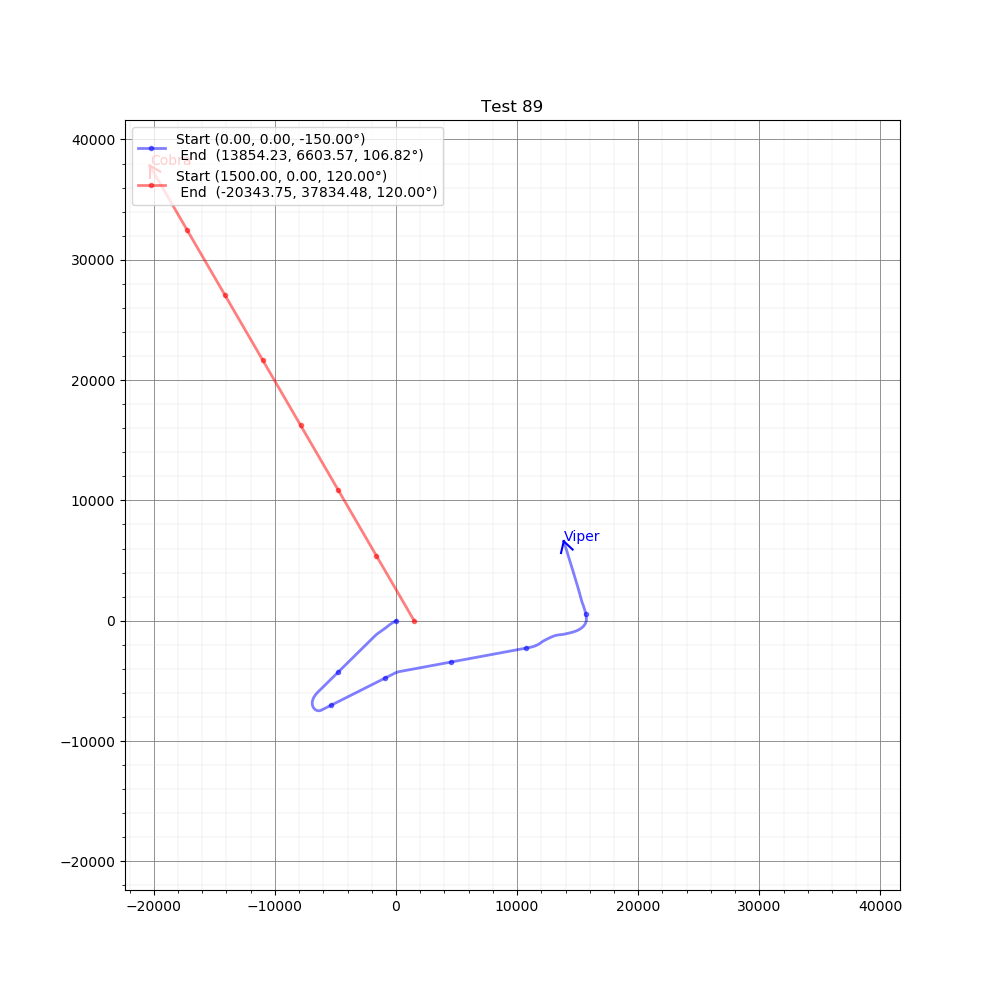 Test 89
40000
30000
20000
10000
0
−10000
−20000
Start (0.00, 0.00, -150.00°)
End (13854.23, 6603.57, 106.82°)
Start (1500.00, 0.00, 120.00°)
End (-20343.75, 37834.48, 120.00°)
Cobra
Viper
−20000 −10000 0 10000 20000 30000 40000